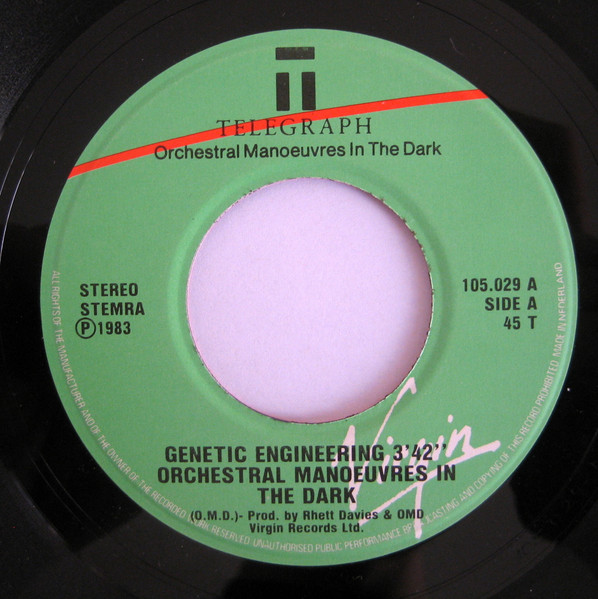 TELEGRAPH
Orchestral Manoeuvres In The Dark
STEREO
STEMRA
Ⓟ1983
105.029 A
SIDE A
45 T
Virgin
GENETIC ENGINEERING 3'42''
ORCHESTRAL MANOEUVRES IN
THE DARK
(O.M.D.)- Prod. by Rhett Davies & OMD
Virgin Records Ltd.
ALL RIGHTS OF THE MANUFACTURER AND OF THE OWNER OF THE RECORDED WORK RESERVED. UNAUTHORISED PUBLIC PERFORMANCE BROADCASTING AND COPYING OF THIS RECORD PROHIBITED. MADE IN NEDERLAND